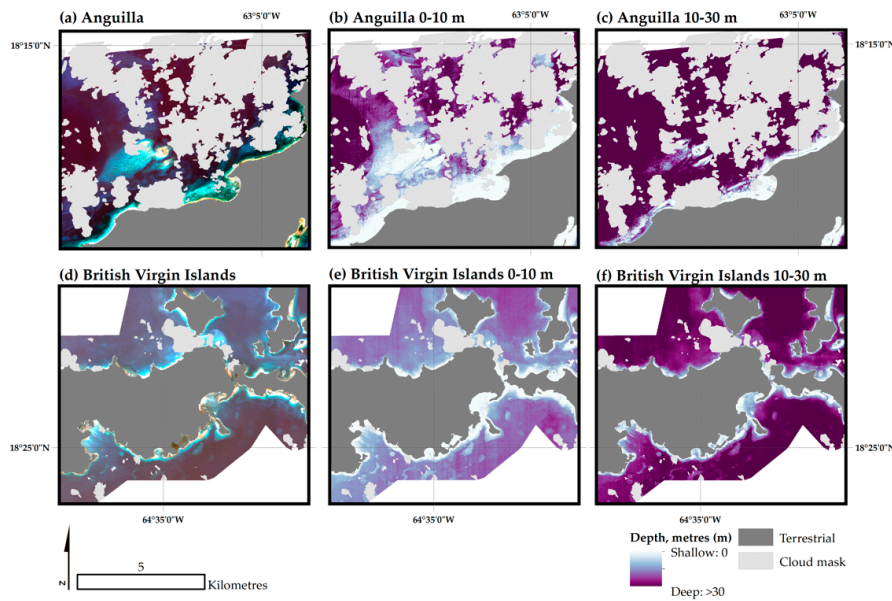 (a) Anguilla
63°5'0"W
(b) Anguilla 0-10 m
63°5'0"W
(c) Anguilla 10-30 m
63°5'0"W
18°15'0"N
18°15'0"N
(d) British Virgin Islands
(e) British Virgin Islands 0-10 m
(f) British Virgin Islands 10-30 m
18°25'0"N
18°25'0"N
64°35'0"W
64°35'0"W
64°35'0"W
N
5
Kilometres
Depth, metres (m)
Shallow: 0
Deep: >30
Terrestrial
Cloud mask